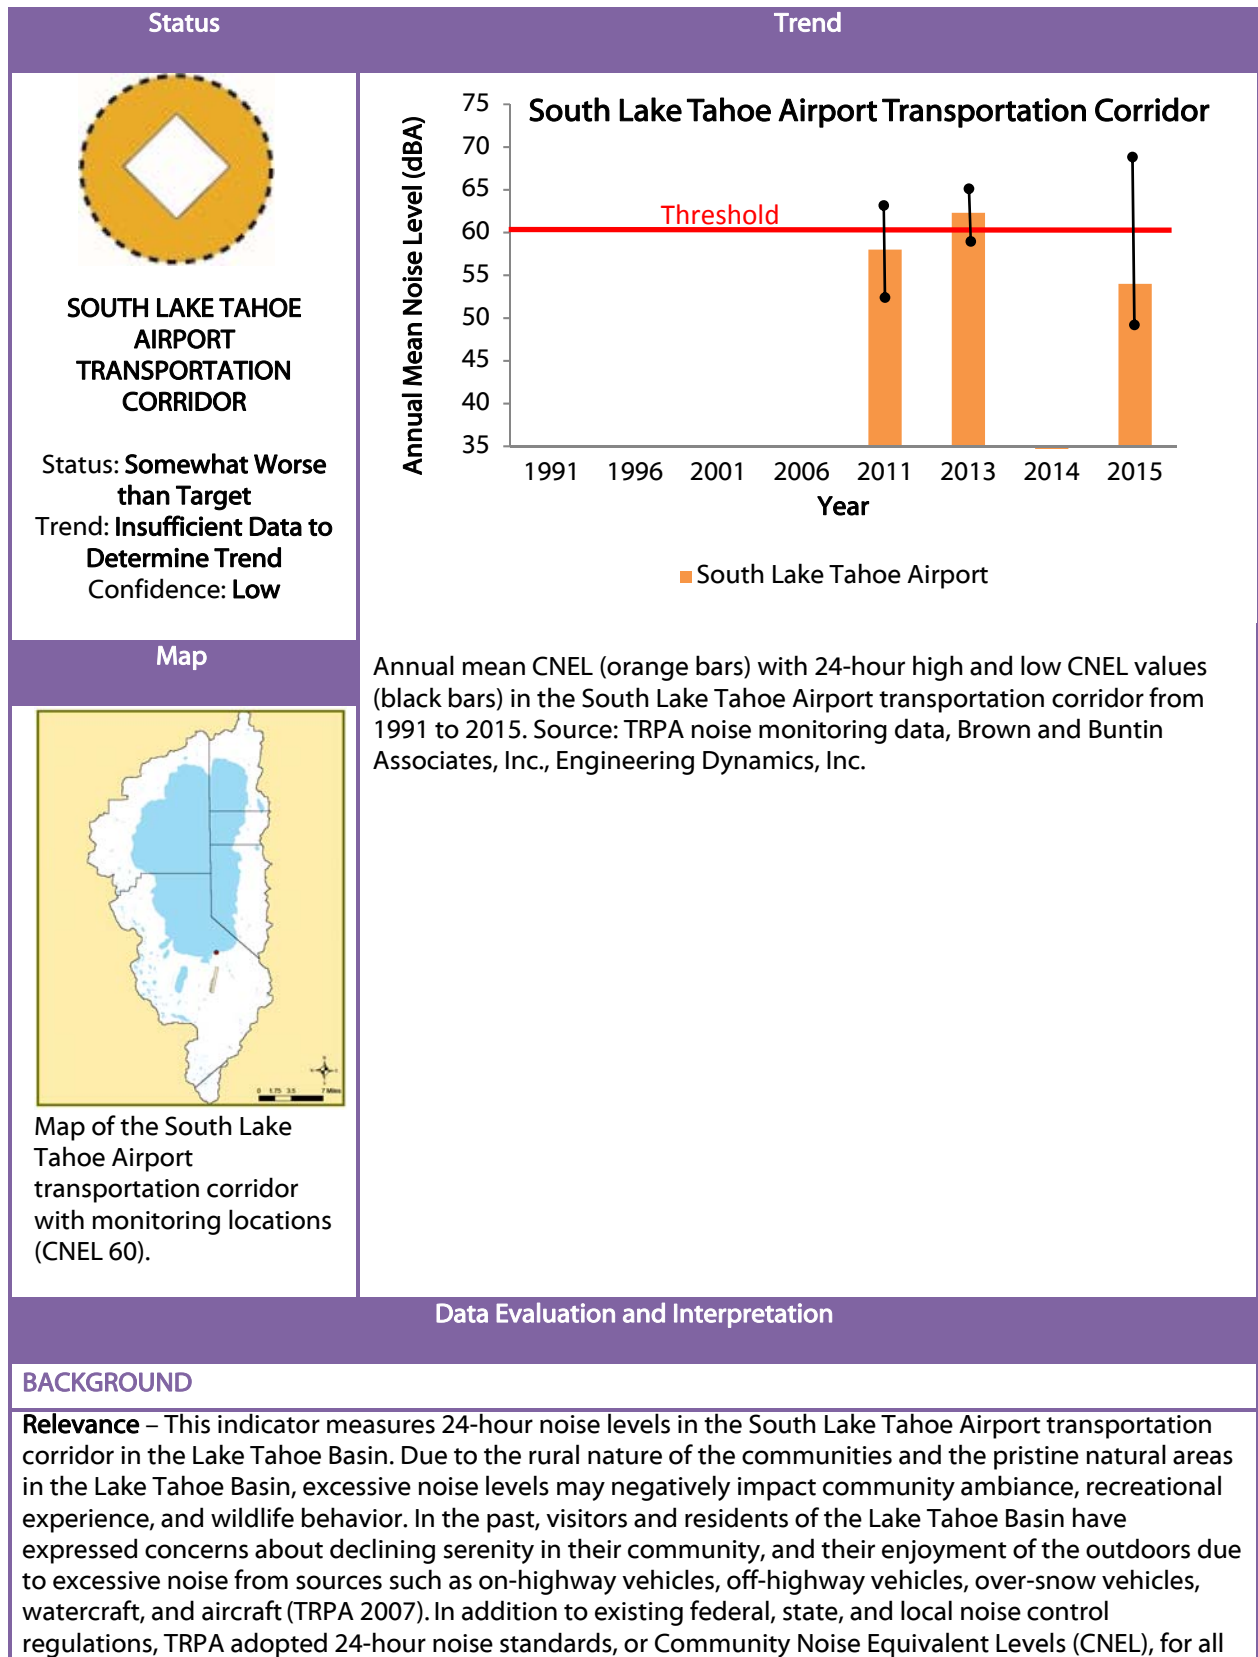 Status
Trend
SOUTH LAKE TAHOE
AIRPORT
TRANSPORTATION
CORRIDOR
Status: Somewhat Worse
than Target
Trend: Insufficient Data to
Determine Trend
Confidence: Low
South Lake Tahoe Airport Transportation Corridor
Annual Mean Noise Level (dBA)
75
70
65
60
55
50
45
40
35
Threshold
1991 1996 2001 2006 2011 2013 2014 2015
Year
South Lake Tahoe Airport
Annual mean CNEL (orange bars) with 24-hour high and low CNEL values
(black bars) in the South Lake Tahoe Airport transportation corridor from
1991 to 2015. Source: TRPA noise monitoring data, Brown and Buntin
Associates, Inc., Engineering Dynamics, Inc.
Map
0 1.75 3.5 7 Miles
Map of the South Lake
Tahoe Airport
transportation corridor
with monitoring locations
(CNEL 60).
Data Evaluation and Interpretation
BACKGROUND
Relevance – This indicator measures 24-hour noise levels in the South Lake Tahoe Airport transportation
corridor in the Lake Tahoe Basin. Due to the rural nature of the communities and the pristine natural areas
in the Lake Tahoe Basin, excessive noise levels may negatively impact community ambiance, recreational
experience, and wildlife behavior. In the past, visitors and residents of the Lake Tahoe Basin have
expressed concerns about declining serenity in their community, and their enjoyment of the outdoors due
to excessive noise from sources such as on-highway vehicles, off-highway vehicles, over-snow vehicles,
watercraft, and aircraft (TRPA 2007). In addition to existing federal, state, and local noise control
regulations, TRPA adopted 24-hour noise standards, or Community Noise Equivalent Levels (CNEL), for all